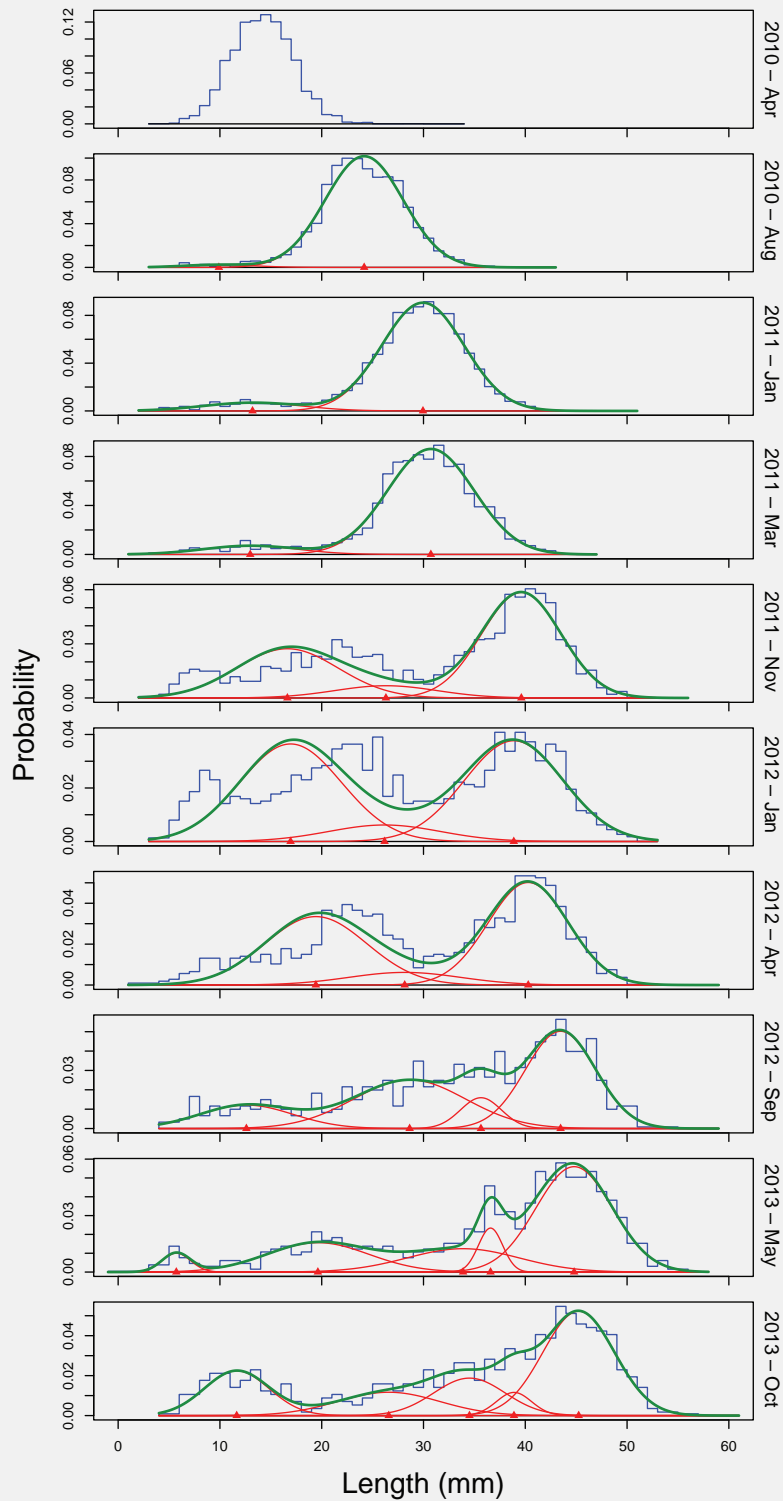 2010 – Apr
0.00 0.06 0.12
2010 – Aug
0.00 0.04 0.08
2011 – Jan
0.00 0.04 0.08
2011 – Mar
0.00 0.04 0.08
2011 – Nov
0.00 0.03 0.06
2012 – Jan
0.00 0.02 0.04
2012 – Apr
0.00 0.02 0.04
2012 – Sep
0.00 0.03
2013 – May
0.00 0.03 0.06
2013 – Oct
0.00 0.02 0.04
Probability
0 10 20 30 40 50 60
Length (mm)